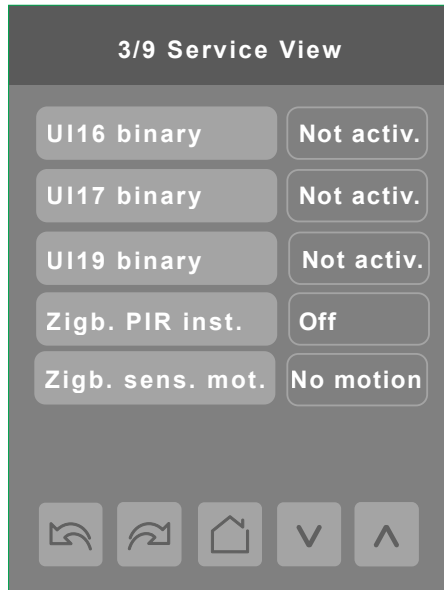 3/9 Service View
UI16 binary Not activ.
UI17 binary Not activ.
UI19 binary Not activ.
Zigb. PIR inst. Off
Zigb. sens. mot. No motion